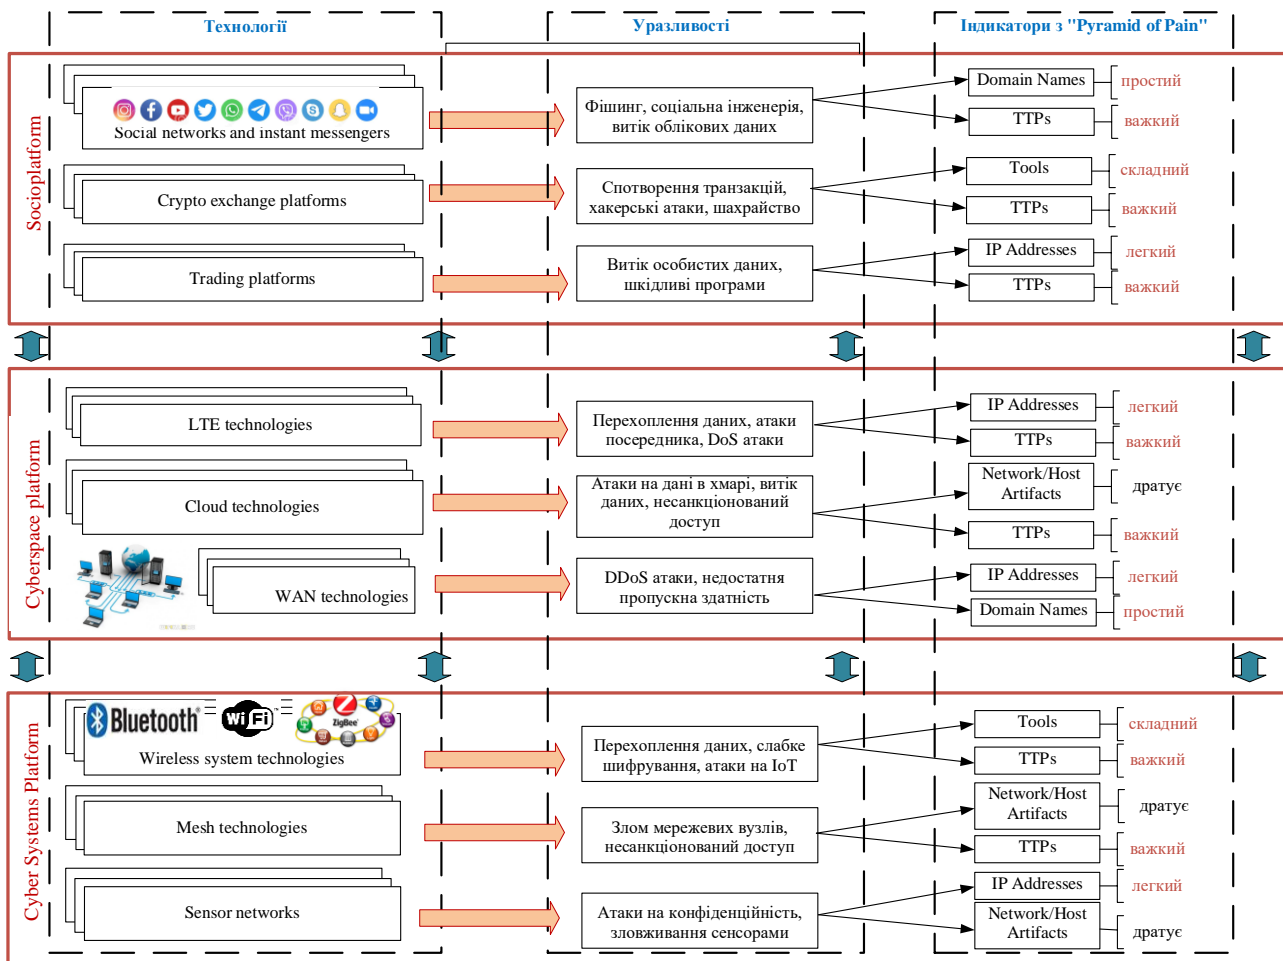 Технології
Уразливості
Індикатори з "Pyramid of Pain"
Socioplatform
Social networks and instant messengers
Фішинг, соціальна інженерія,
витік облікових даних
Domain Names
простий
TTPs
важкий
Crypto exchange platforms
Спотворення транзакцій,
хакерські атаки, шахрайство
Tools
складний
TTPs
важкий
Trading platforms
Витік особистих даних,
шкідливі програми
IP Addresses
легкий
TTPs
важкий
Cyberspace platform
LTE technologies
Перехоплення даних, атаки
посередника, DoS атаки
IP Addresses
легкий
TTPs
важкий
Cloud technologies
Атаки на дані в хмарі, витік
даних, несанкціонований
доступ
Network/Host
Artifacts
дратує
TTPs
важкий
WAN technologies
DDoS атаки, недостатня
пропускна здатність
IP Addresses
легкий
Domain Names
простий
Cyber Systems Platform
Bluetooth
Wi Fi
ZigBee
Wireless system technologies
Перехоплення даних, слабке
шифрування, атаки на IoT
Tools
складний
TTPs
важкий
Mesh technologies
Злом мережевих вузлів,
несанкціонований доступ
Network/Host
Artifacts
дратує
TTPs
важкий
Sensor networks
Атаки на конфіденційність,
зловживання сенсорами
IP Addresses
легкий
Network/Host
Artifacts
дратує